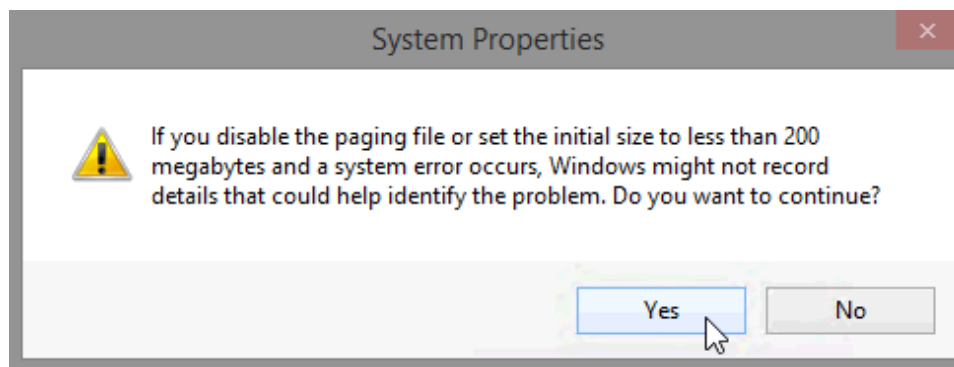 System Properties
If you disable the paging file or set the initial size to less than 200
megabytes and a system error occurs, Windows might not record
details that could help identify the problem. Do you want to continue?
Yes
No